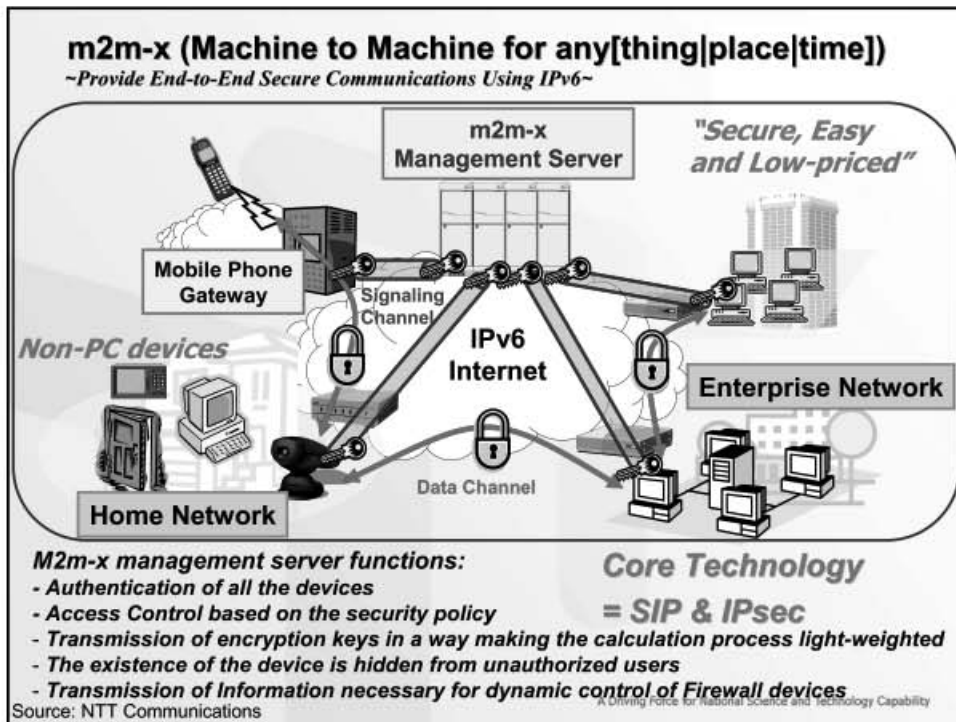 m2m-x (Machine to Machine for any[thing|place|time])
~Provide End-to-End Secure Communications Using IPv6~
m2m-x
Management Server
"Secure, Easy
and Low-priced"
Mobile Phone
Gateway
Signaling
Channel
IPv6
Internet
Non-PC devices
Enterprise Network
Data Channel
Home Network
M2m-x management server functions:
- Authentication of all the devices
- Access Control based on the security policy
- Transmission of encryption keys in a way making the calculation process light-weighted
- The existence of the device is hidden from unauthorized users
- Transmission of Information necessary for dynamic control of Firewall devices
Core Technology
= SIP & IPsec
A Driving Force for National Science and Technology Capability
Source: NTT Communications